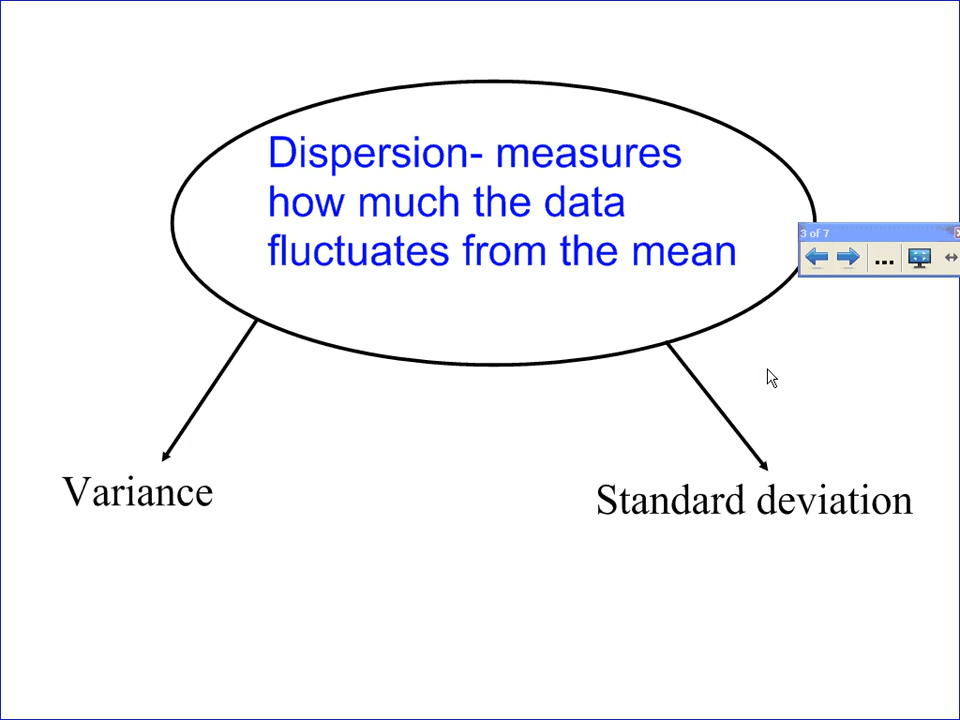 Dispersion- measures
how much the data
fluctuates from the mean
3 of 7
...
Variance
Standard deviation